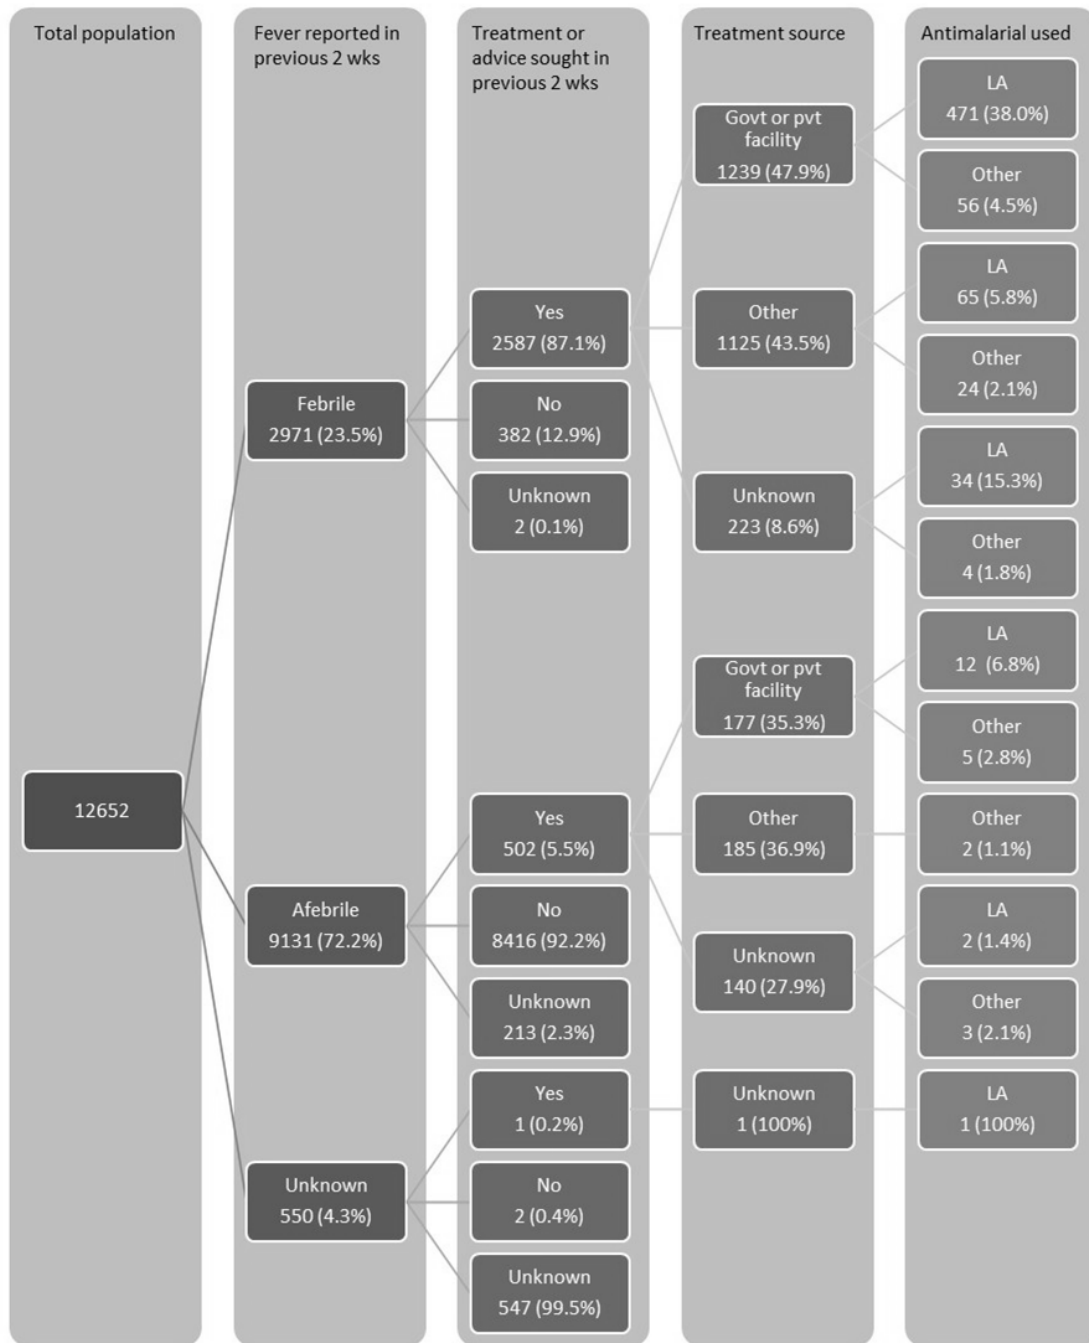 Total population
Fever reported in
previous 2 wks
Treatment or
advice sought in
previous 2 wks
Treatment source
Antimalarial used
12652
Febrile
2971 (23.5%)
Afebrile
9131 (72.2%)
Unknown
550 (4.3%)
Yes
2587 (87.1%)
No
382 (12.9%)
Unknown
2 (0.1%)
Yes
502 (5.5%)
No
8416 (92.2%)
Unknown
213 (2.3%)
Yes
1 (0.2%)
No
2 (0.4%)
Unknown
547 (99.5%)
Govt or pvt
facility
1239 (47.9%)
Other
1125 (43.5%)
Unknown
223 (8.6%)
Govt or pvt
facility
177 (35.3%)
Other
185 (36.9%)
Unknown
140 (27.9%)
Unknown
1 (100%)
LA
471 (38.0%)
Other
56 (4.5%)
LA
65 (5.8%)
Other
24 (2.1%)
LA
34 (15.3%)
Other
4 (1.8%)
LA
12 (6.8%)
Other
5 (2.8%)
Other
2 (1.1%)
LA
2 (1.4%)
Other
3 (2.1%)
LA
1 (100%)